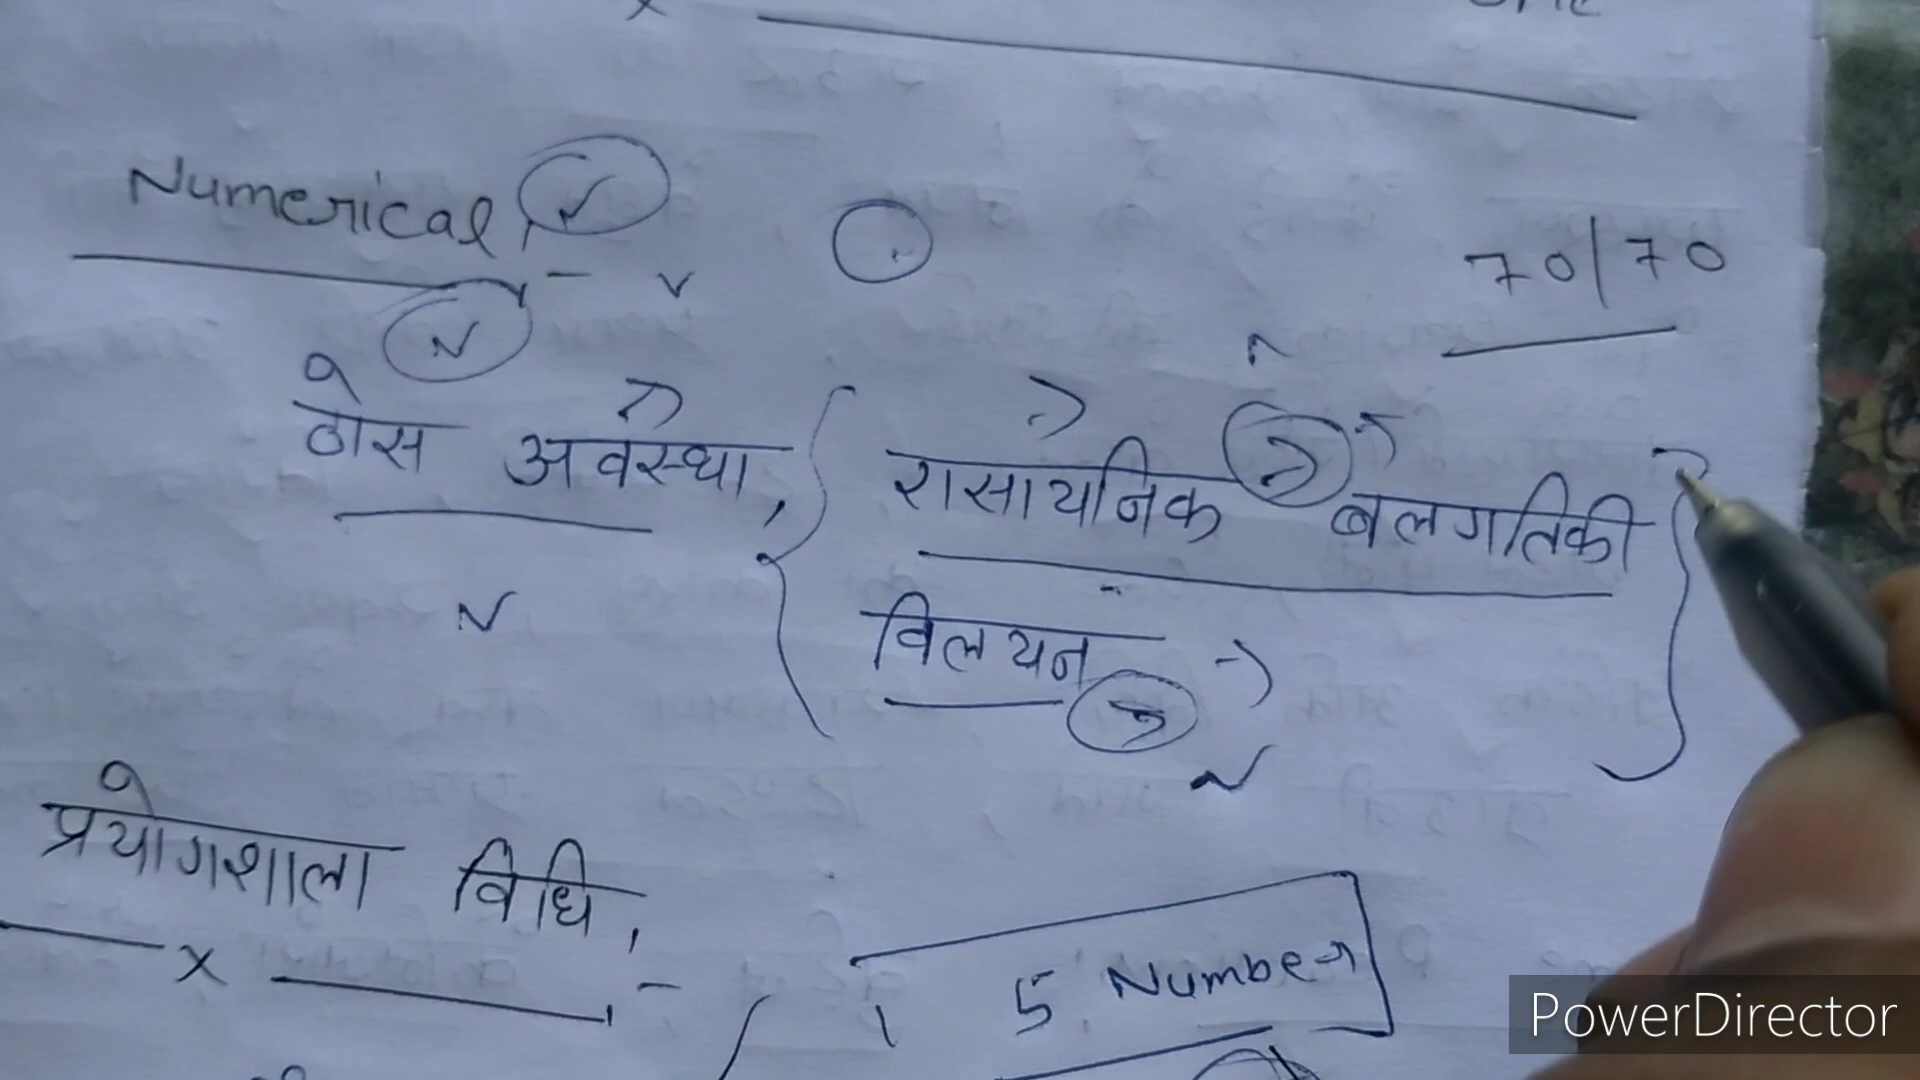 Numerical,
70/70
ठोस अवस्था, { रासायनिक बलगतिकी }
विलयन
प्रयोगशाला विधि,
5 Number
PowerDirector